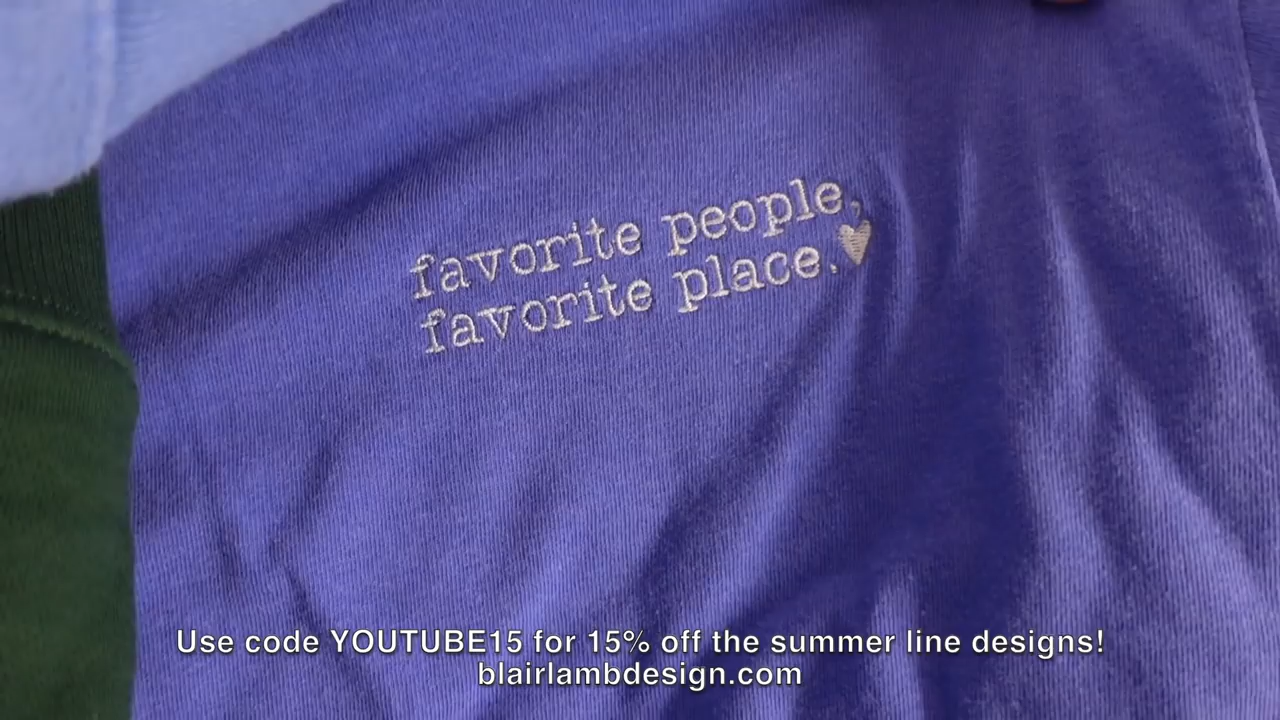 favorite people,
favorite place.
Use code YOUTUBE15 for 15% off the summer line designs!
blairlambdesign.com